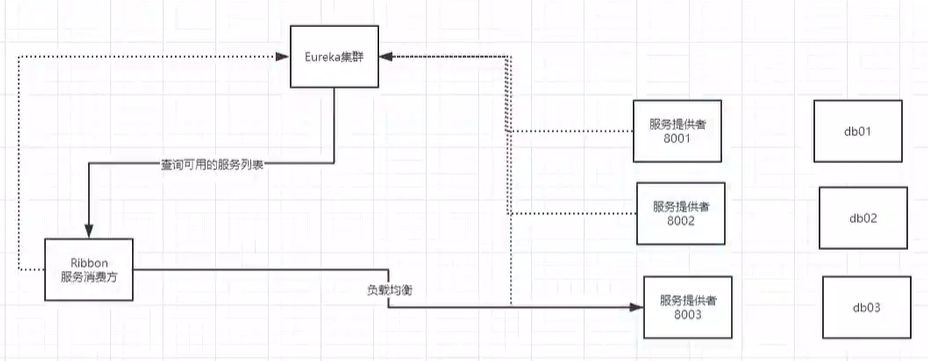 Eureka集群
服务提供者
8001
db01
查询可用的服务列表
服务提供者
8002
db02
Ribbon
服务消费方
负载均衡
服务提供者
8003
db03